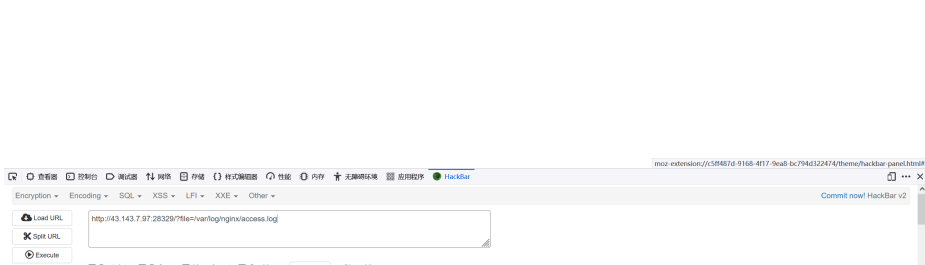 moz-extension://c5ff487d-9168-4f17-9ea8-bc794d322474/theme/hackbar-panel.html#
查看器 控制台 调试器 网络 存储 样式编辑器 性能 内存 无障碍环境 应用程序 HackBar
Encryption Encoding SQL XSS LFI XXE Other Commit now! HackBar v2
Load URL http://43.143.7.97:28329/?file=/var/log/nginx/access.log
Split URL
Execute